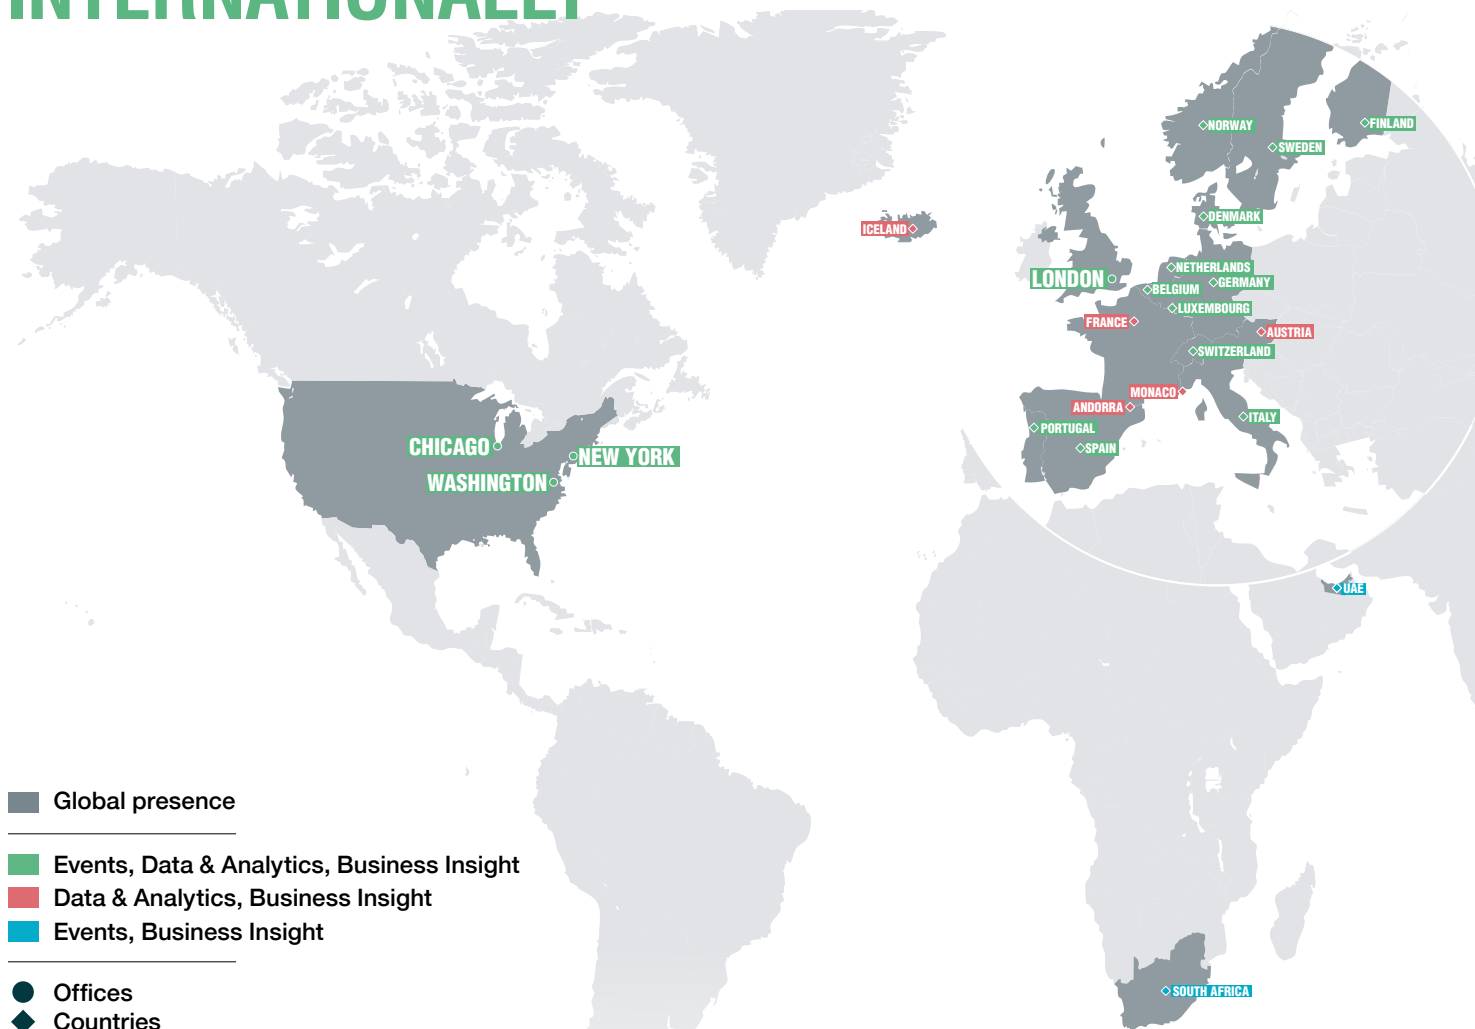 INTERNATIONALLY
NORWAY
FINLAND
SWEDEN
DENMARK
ICELAND
NETHERLANDS
LONDON
GERMANY
BELGIUM
LUXEMBOURG
FRANCE
AUSTRIA
SWITZERLAND
MONACO
ANDORRA
ITALY
PORTUGAL
SPAIN
CHICAGO
NEW YORK
WASHINGTON
UAE
Global presence
Events, Data & Analytics, Business Insight
Data & Analytics, Business Insight
Events, Business Insight
Offices
SOUTH AFRICA
Countries